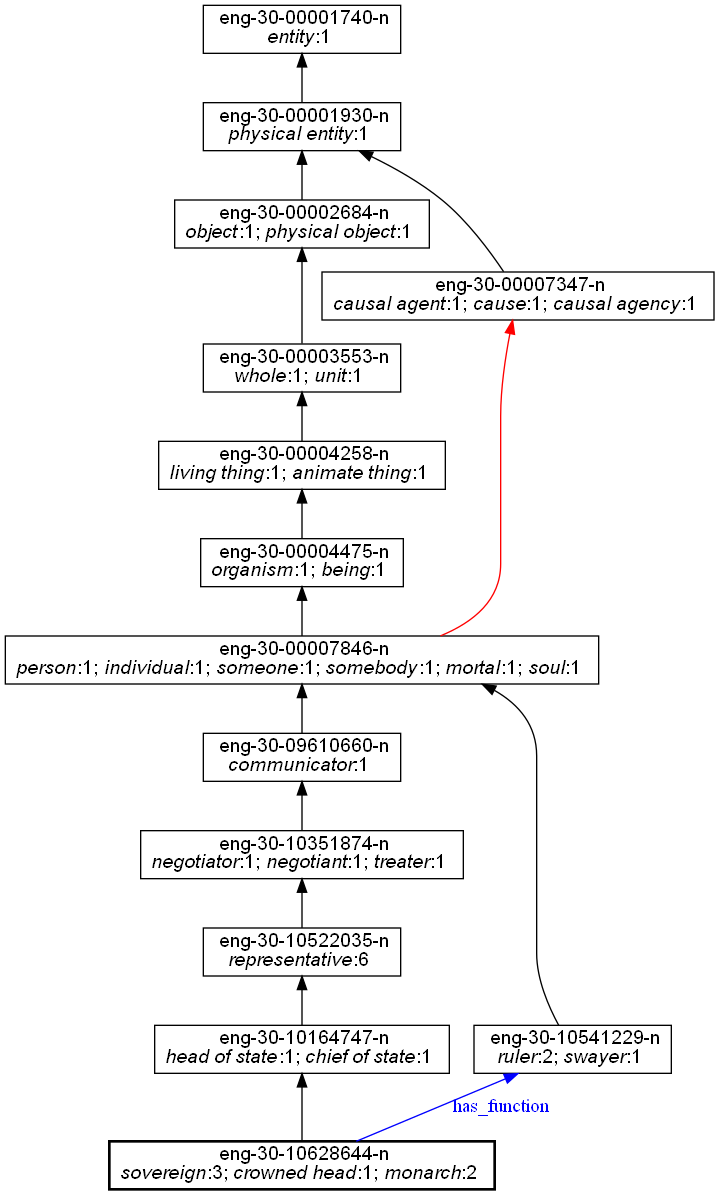 eng-30-00001740-n
entity:1
eng-30-00001930-n
physical entity:1
eng-30-00002684-n
object:1; physical object:1
eng-30-00007347-n
causal agent:1; cause:1; causal agency:1
eng-30-00003553-n
whole:1; unit:1
eng-30-00004258-n
living thing:1; animate thing:1
eng-30-00004475-n
organism:1; being:1
eng-30-00007846-n
person:1; individual:1; someone:1; somebody:1; mortal:1; soul:1
eng-30-09610660-n
communicator:1
eng-30-10351874-n
negotiator:1; negotiant:1; treater:1
eng-30-10522035-n
representative:6
eng-30-10164747-n
head of state:1; chief of state:1
eng-30-10541229-n
ruler:2; swayer:1
has_function
eng-30-10628644-n
sovereign:3; crowned head:1; monarch:2